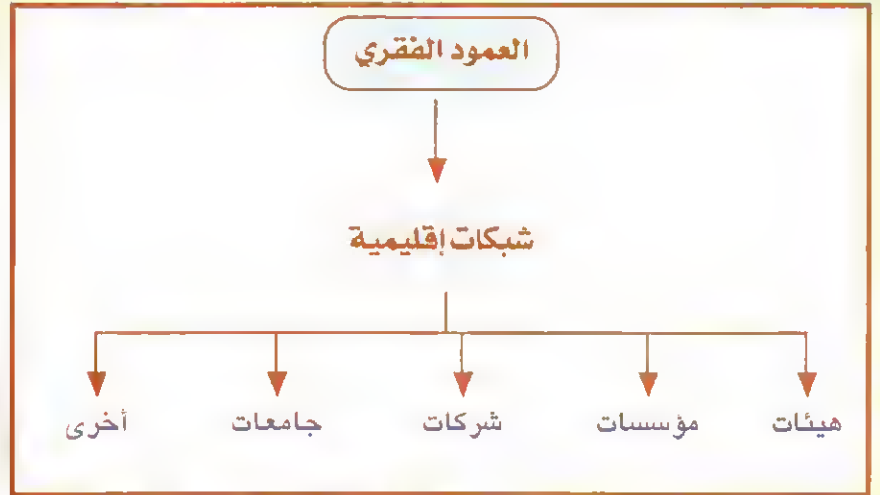 العمود الفقري
شبكات إقليمية
هيئات مؤسسات شركات جامعات أخرى